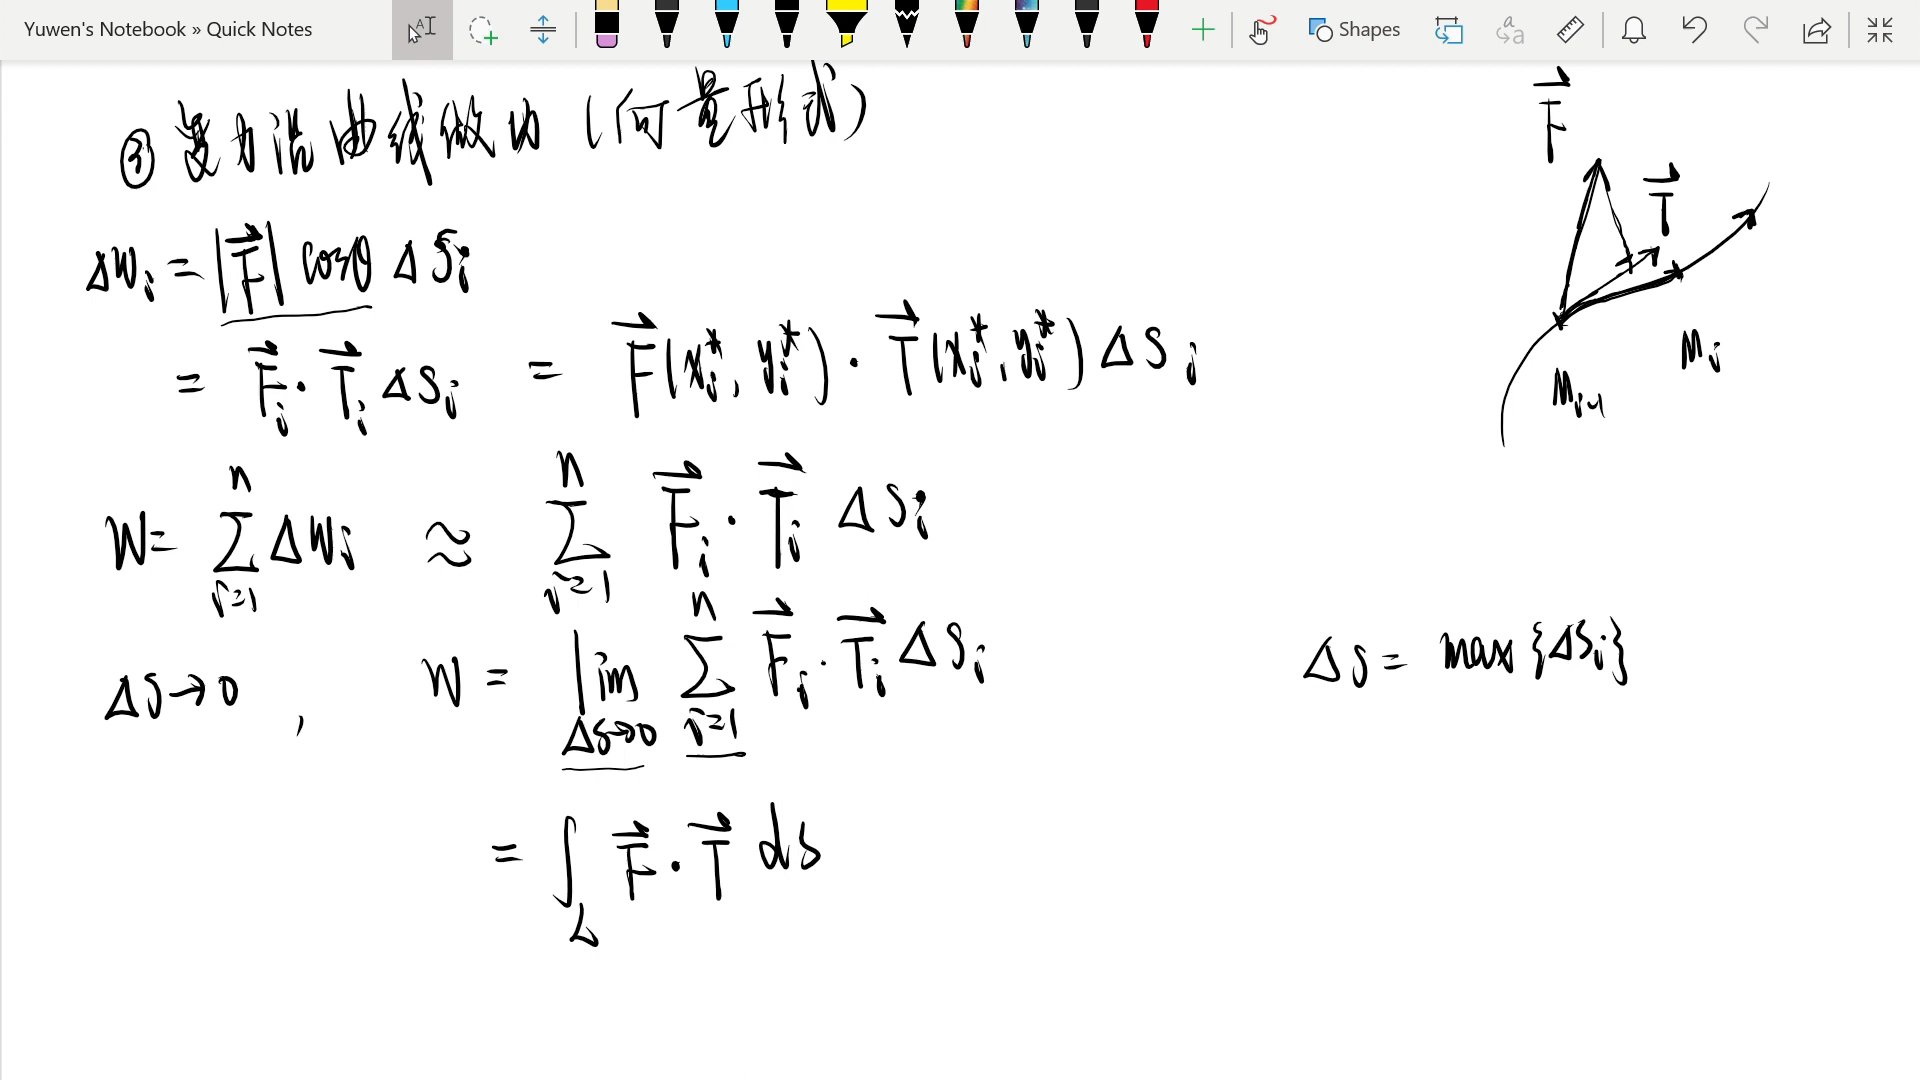 Yuwen's Notebook » Quick Notes
Shapes
③ 变力沿曲线做功 (向量形式)
ΔWᵢ = |F⃗| cosθ ΔSᵢ
= F⃗ᵢ · T⃗ᵢ ΔSᵢ = F⃗(xᵢ*, yᵢ*) · T⃗(xᵢ*, yᵢ*) ΔSᵢ
W = ∑ᵢ₌₁ⁿ ΔWᵢ ≈ ∑ᵢ₌₁ⁿ F⃗ᵢ · T⃗ᵢ ΔSᵢ
ΔS→0 , W = lim_{ΔS→0} ∑ᵢ₌₁ⁿ F⃗ᵢ · T⃗ᵢ ΔSᵢ
ΔS = max{ΔSᵢ}
= ∫_L F⃗ · T⃗ ds
F⃗
T⃗
Mᵢ
Mᵢ₋₁